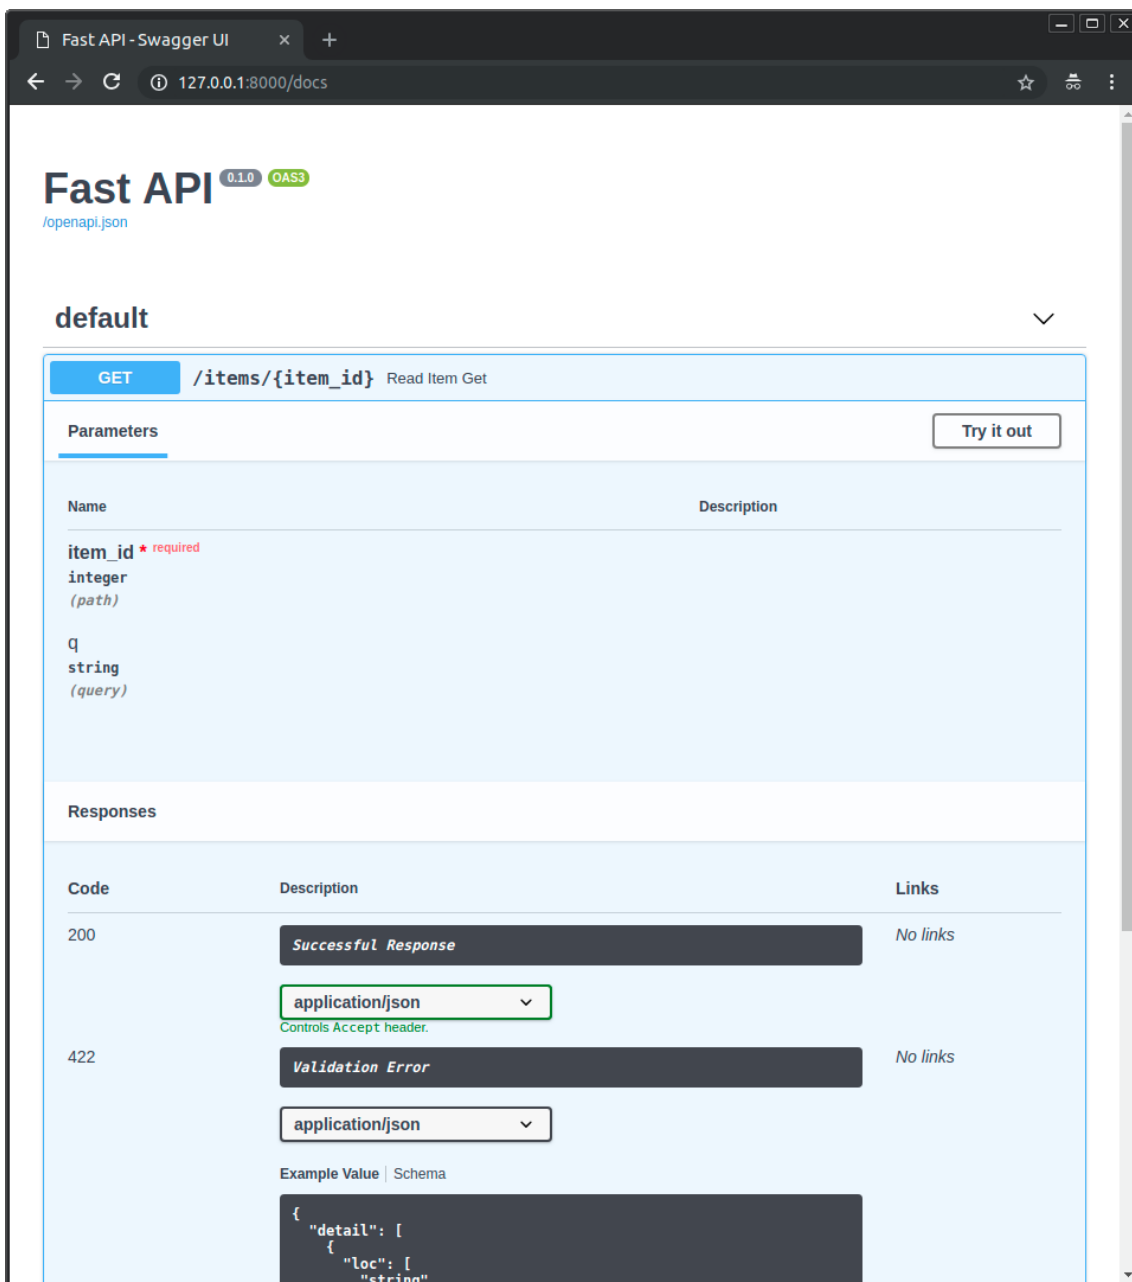 Fast API - Swagger UI
127.0.0.1:8000/docs
Fast API 0.1.0 OAS3
/openapi.json
default
GET /items/{item_id} Read Item Get
Parameters Try it out
Name Description
item_id * required
integer
(path)
q
string
(query)
Responses
Code Description Links
200 Successful Response No links
application/json
Controls Accept header.
422 Validation Error No links
application/json
Example Value Schema
{
"detail": [
{
"loc": [
"string"